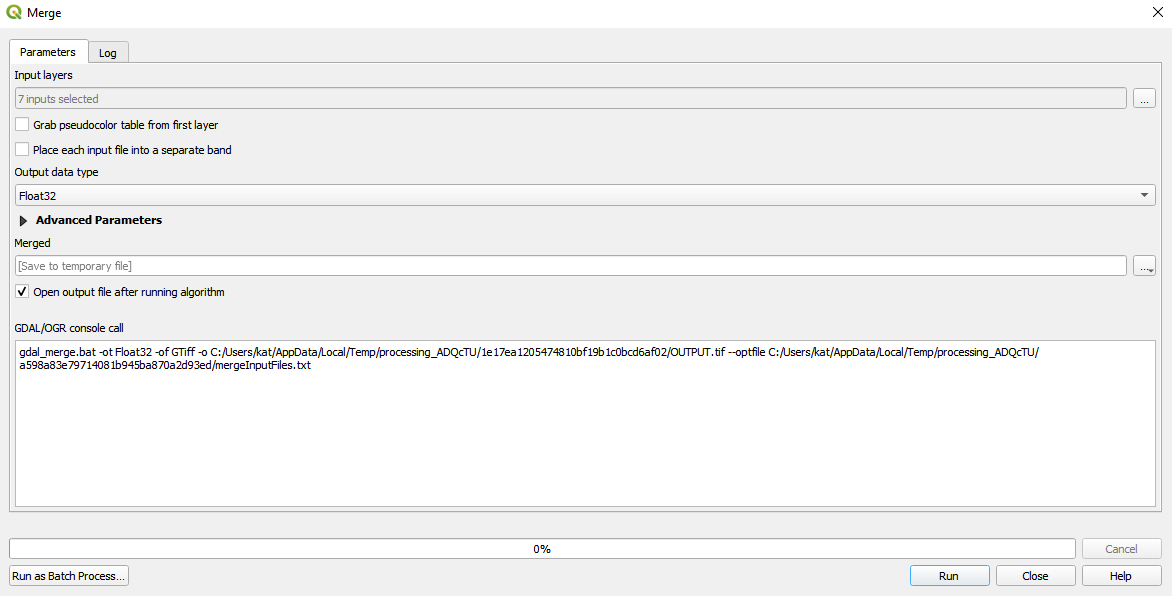 Merge
Parameters
Log
Input layers
7 inputs selected
...
Grab pseudocolor table from first layer
Place each input file into a separate band
Output data type
Float32
Advanced Parameters
Merged
[Save to temporary file]
...
Open output file after running algorithm
GDAL/OGR console call
gdal_merge.bat -ot Float32 -of GTiff -o C:/Users/kat/AppData/Local/Temp/processing_ADQcTU/1e17ea1205474810bf19b1c0bcd6af02/OUTPUT.tif --optfile C:/Users/kat/AppData/Local/Temp/processing_ADQcTU/
a598a83e79714081b945ba870a2d93ed/mergeInputFiles.txt
0%
Cancel
Run as Batch Process...
Run
Close
Help